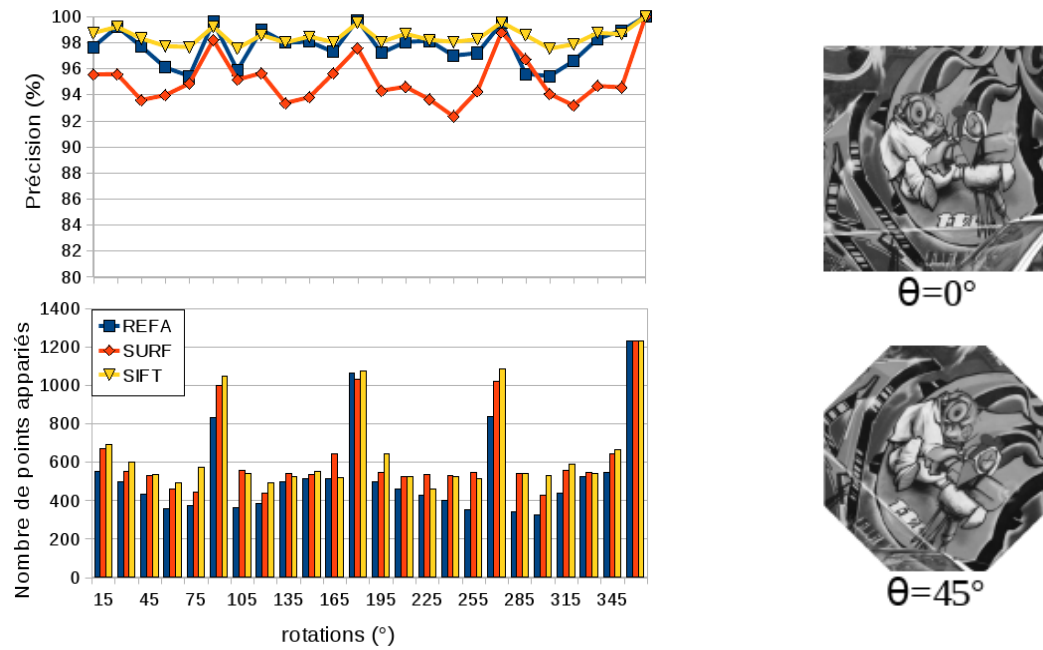 Précision (%)
100
98
96
94
92
90
88
86
84
82
80
Nombre de points appariés
1400
1200
1000
800
600
400
200
0
REFA
SURF
SIFT
15 45 75 105 135 165 195 225 255 285 315 345
rotations (°)
θ=0°
θ=45°